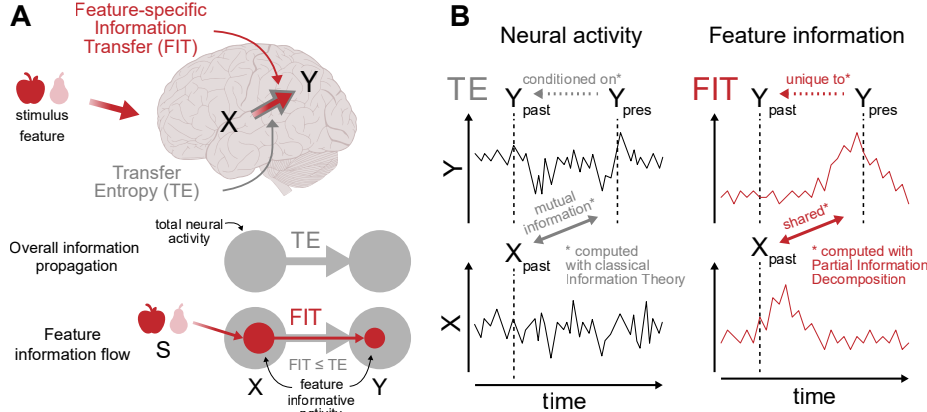 A
Feature-specific
Information
Transfer (FIT)
stimulus
feature
X
Y
Transfer
Entropy (TE)
total neural
activity
Overall information
propagation
TE
Feature
information flow
S
FIT
FIT ≤ TE
X
feature
informative
activity
Y
B
Neural activity
TE
conditioned on*
Y past
Y pres
Y
mutual
information*
X past
* computed
with classical
Information Theory
X
time
Feature information
FIT
unique to*
Y past
Y pres
shared*
X past
* computed with
Partial Information
Decomposition
time